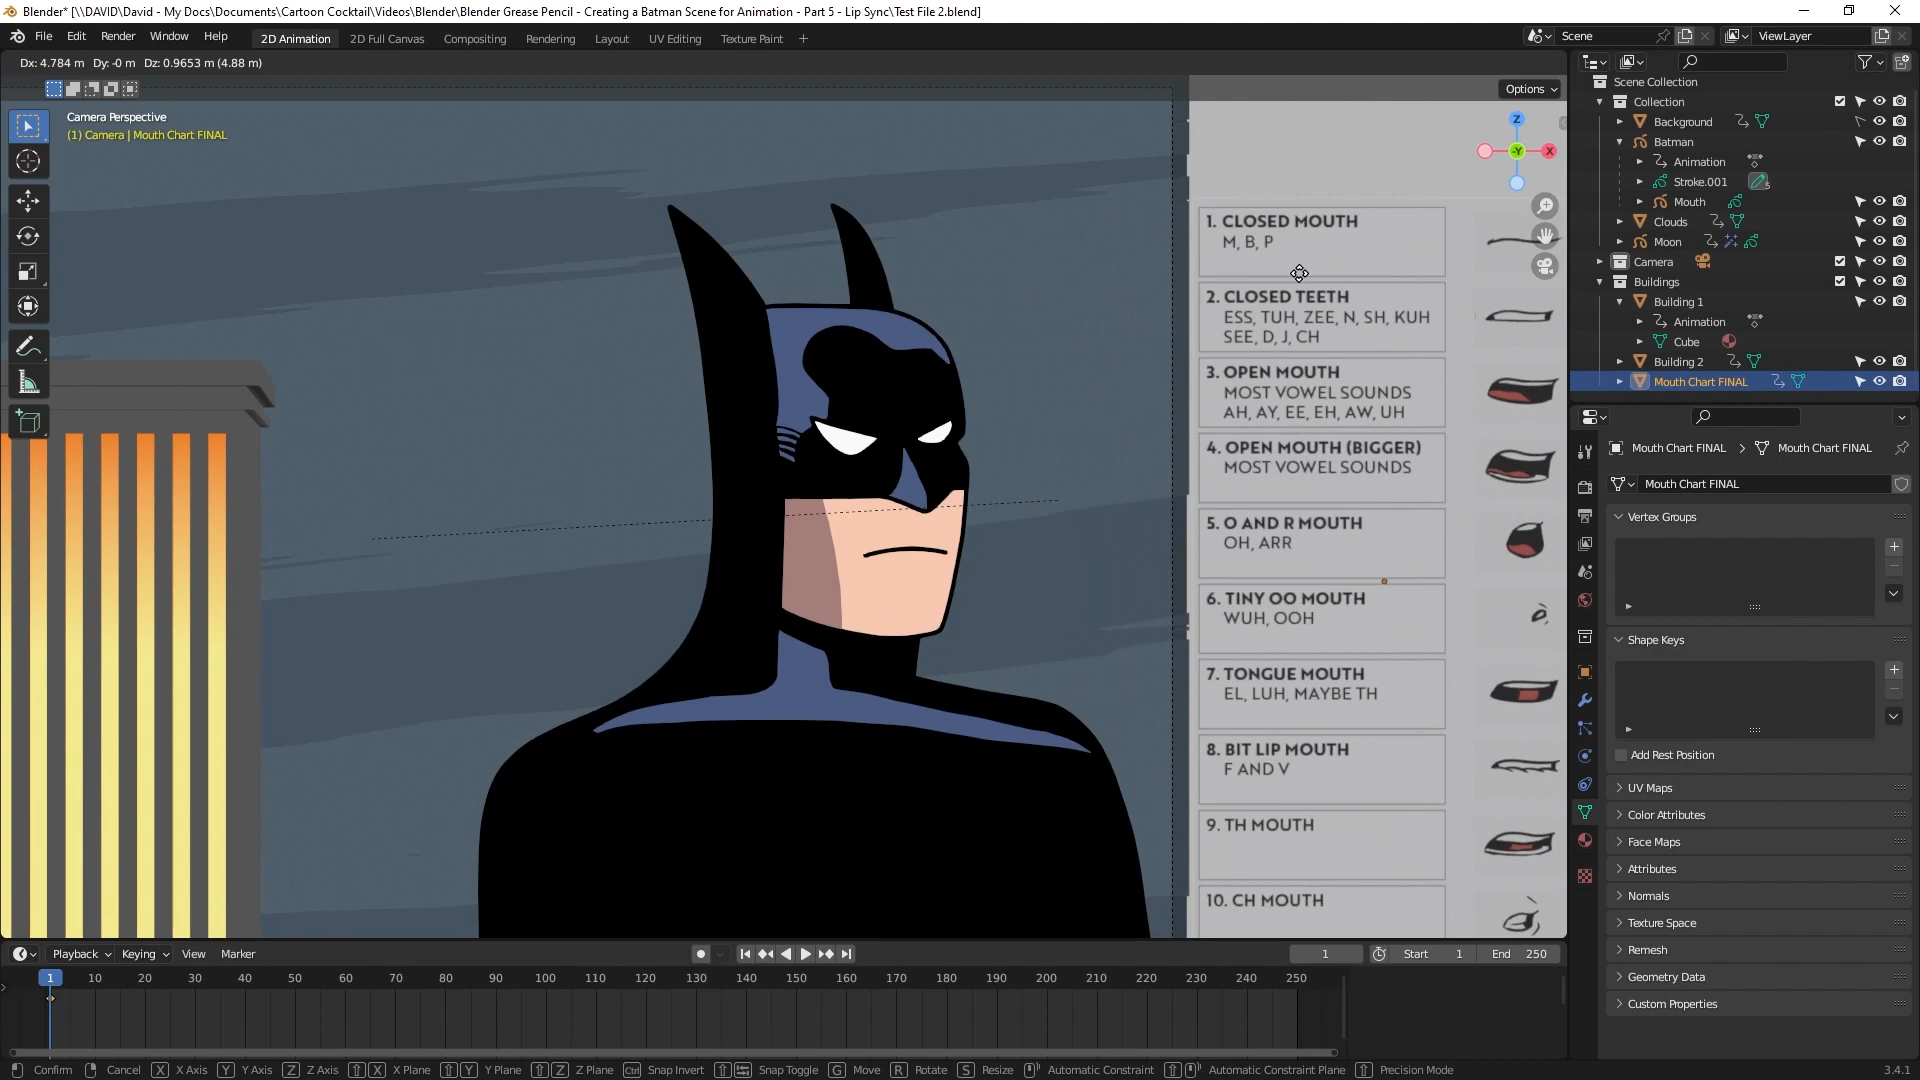 Blender* [\\DAVID\David - My Docs\Documents\Cartoon Cocktail\Videos\Blender\Blender Grease Pencil - Creating a Batman Scene for Animation - Part 5 - Lip Sync\Test File 2.blend]
File Edit Render Window Help 2D Animation 2D Full Canvas Compositing Rendering Layout UV Editing Texture Paint + Scene ViewLayer
Dx: 4.784 m Dy: -0 m Dz: 0.9653 m (4.88 m)
Options
Camera Perspective
(1) Camera | Mouth Chart FINAL
Z
-Y X
1. CLOSED MOUTH
M, B, P
2. CLOSED TEETH
ESS, TUH, ZEE, N, SH, KUH
SEE, D, J, CH
3. OPEN MOUTH
MOST VOWEL SOUNDS
AH, AY, EE, EH, AW, UH
4. OPEN MOUTH (BIGGER)
MOST VOWEL SOUNDS
5. O AND R MOUTH
OH, ARR
6. TINY OO MOUTH
WUH, OOH
7. TONGUE MOUTH
EL, LUH, MAYBE TH
8. BIT LIP MOUTH
F AND V
9. TH MOUTH
10. CH MOUTH
Scene Collection
Collection
Background
Batman
Animation
Stroke.001 5
Mouth
Clouds
Moon
Camera
Buildings
Building 1
Animation
Cube
Building 2
Mouth Chart FINAL
Mouth Chart FINAL > Mouth Chart FINAL
Mouth Chart FINAL
Vertex Groups
Shape Keys
Add Rest Position
UV Maps
Color Attributes
Face Maps
Attributes
Normals
Texture Space
Remesh
Geometry Data
Custom Properties
Playback Keying View Marker 1 Start 1 End 250
1 10 20 30 40 50 60 70 80 90 100 110 120 130 140 150 160 170 180 190 200 210 220 230 240 250
Confirm Cancel X X Axis Y Y Axis Z Z Axis X X Plane Y Y Plane Z Z Plane Ctrl Snap Invert Snap Toggle G Move R Rotate S Resize Automatic Constraint Automatic Constraint Plane Precision Mode 3.4.1